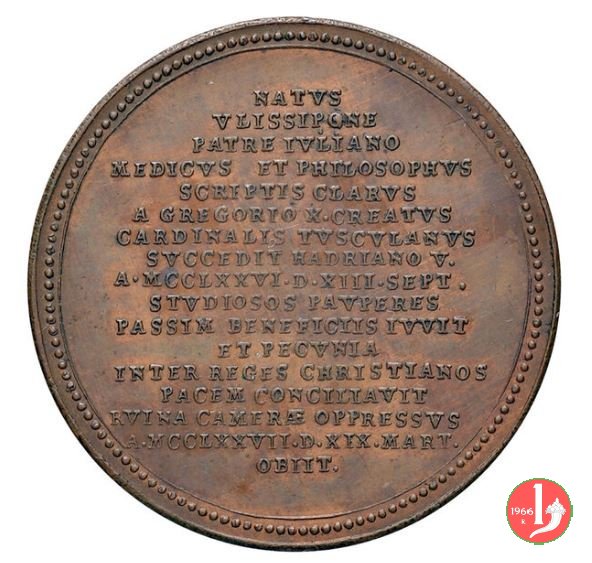 NATVS
VLISSIPONE
PATRE IVLIANO
MEDICVS ET PHILOSOPHVS
SCRIPTIS CLARVS
A GREGORIO X. CREATVS
CARDINALIS TVSCVLANVS
SVCCEDIT HADRIANO V.
A·MCCLXXVI·D·XIII·SEPT.
STVDIOSOS PAVPERES
PASSIM BENEFICIIS IVVIT
ET PECVNIA
INTER REGES CHRISTIANOS
PACEM CONCILIAVIT
RVINA CAMERÆ OPPRESSVS
A·MCCLXXVII·D·XIX·MART.
OBIIT.
1966
K